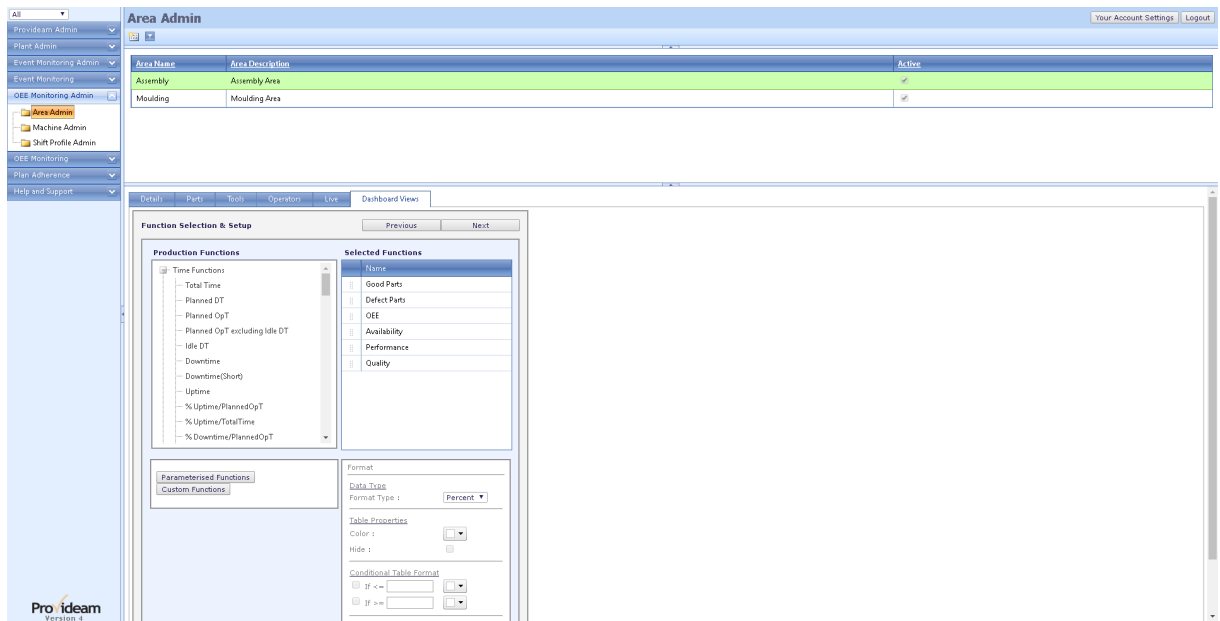 All
Area Admin
Your Account Settings
Logout
Provideam Admin
Plant Admin
Event Monitoring Admin
Event Monitoring
OEE Monitoring Admin
Area Admin
Machine Admin
Shift Profile Admin
OEE Monitoring
Plan Adherence
Help and Support
Area Name Area Description Active
Assembly Assembly Area
Moulding Moulding Area
Details Parts Tools Operators Live Dashboard Views
Function Selection & Setup
Previous Next
Production Functions
Time Functions
Total Time
Planned DT
Planned OpT
Planned OpT excluding Idle DT
Idle DT
Downtime
Downtime(Short)
Uptime
% Uptime/PlannedOpT
% Uptime/TotalTime
% Downtime/PlannedOpT
Selected Functions
Name
Good Parts
Defect Parts
OEE
Availability
Performance
Quality
Parameterised Functions
Custom Functions
Format
Data Type
Format Type : Percent
Table Properties
Color :
Hide :
Conditional Table Format
If <=
If >=
Provideam
Version 4